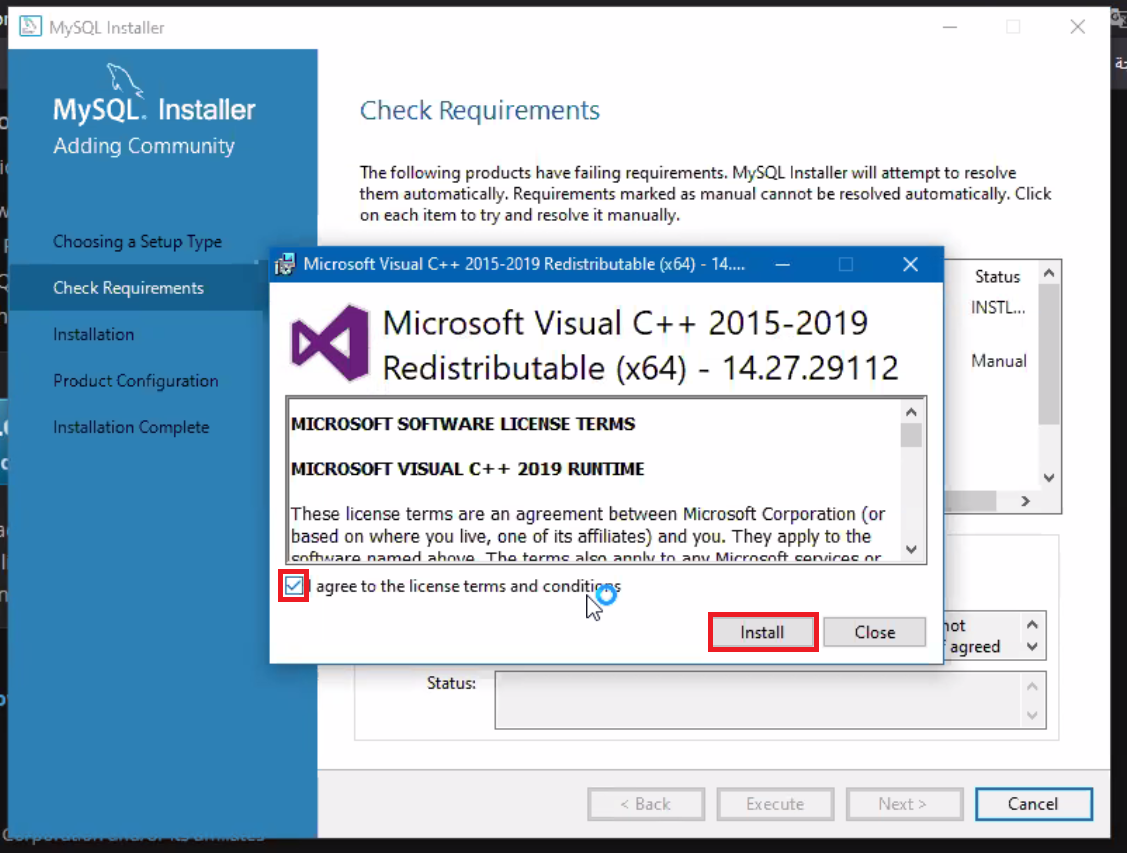 MySQL Installer
MySQL. Installer
Adding Community
Choosing a Setup Type
Check Requirements
Installation
Product Configuration
Installation Complete
Check Requirements
The following products have failing requirements. MySQL Installer will attempt to resolve
them automatically. Requirements marked as manual cannot be resolved automatically. Click
on each item to try and resolve it manually.
Status
INSTL...
Manual
Microsoft Visual C++ 2015-2019 Redistributable (x64) - 14....
Microsoft Visual C++ 2015-2019
Redistributable (x64) - 14.27.29112
MICROSOFT SOFTWARE LICENSE TERMS
MICROSOFT VISUAL C++ 2019 RUNTIME
These license terms are an agreement between Microsoft Corporation (or
based on where you live, one of its affiliates) and you. They apply to the
software named above. The terms also apply to any Microsoft services or
agree to the license terms and conditions
Install
Close
not
agreed
Status:
< Back
Execute
Next >
Cancel
Corporation and/or its affiliates